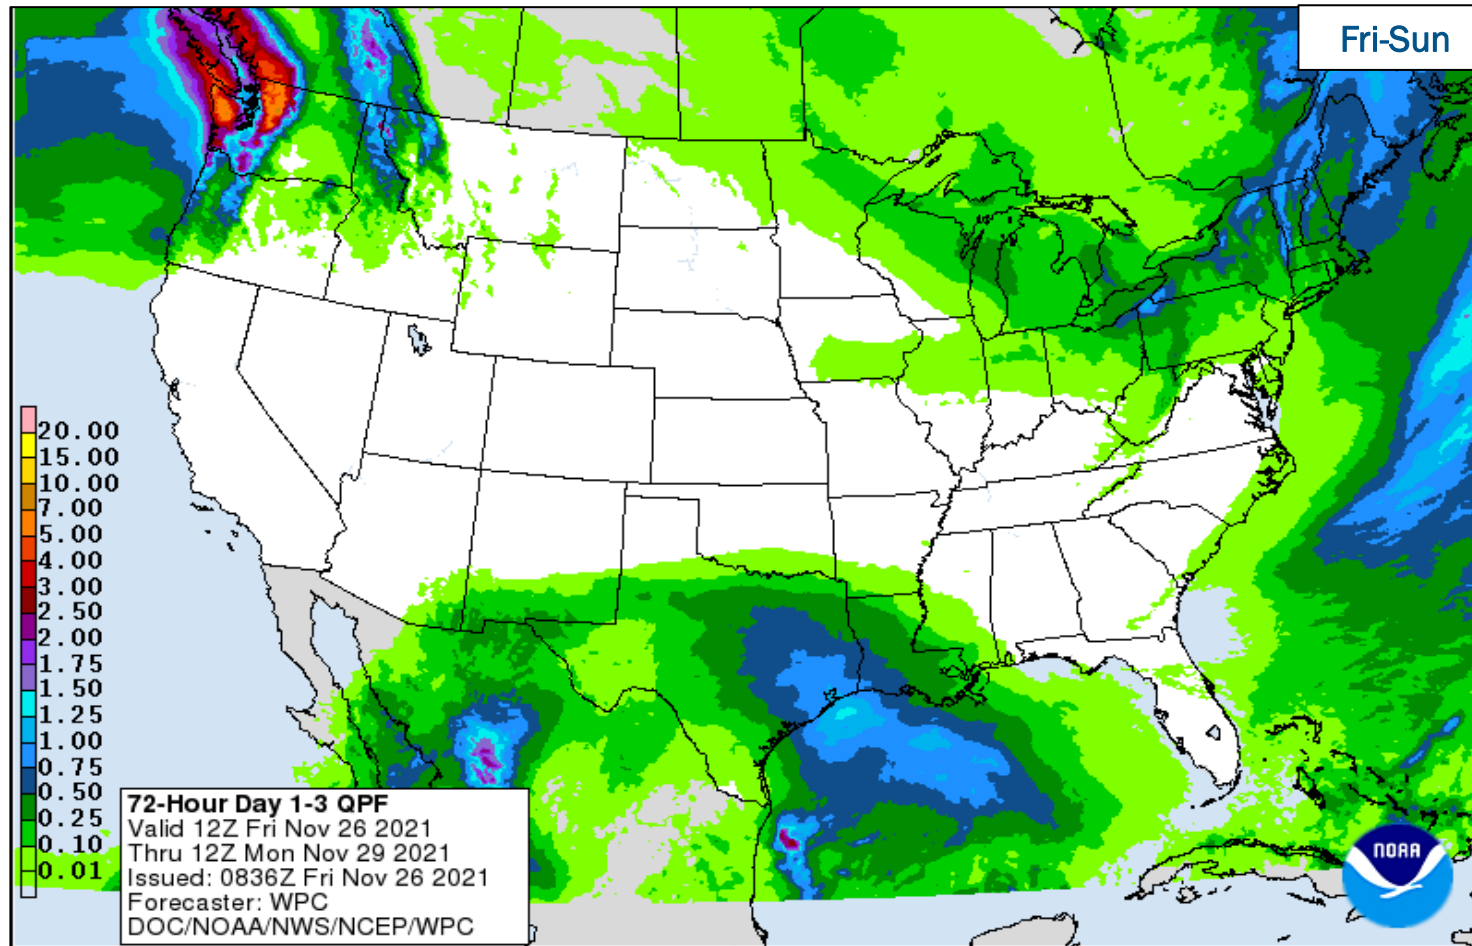 Fri-Sun
20.00
15.00
10.00
7.00
5.00
4.00
3.00
2.50
2.00
1.75
1.50
1.25
1.00
0.75
0.50
0.25
0.10
0.01
72-Hour Day 1-3 QPF
Valid 12Z Fri Nov 26 2021
Thru 12Z Mon Nov 29 2021
Issued: 0836Z Fri Nov 26 2021
Forecaster: WPC
DOC/NOAA/NWS/NCEP/WPC
NOAA